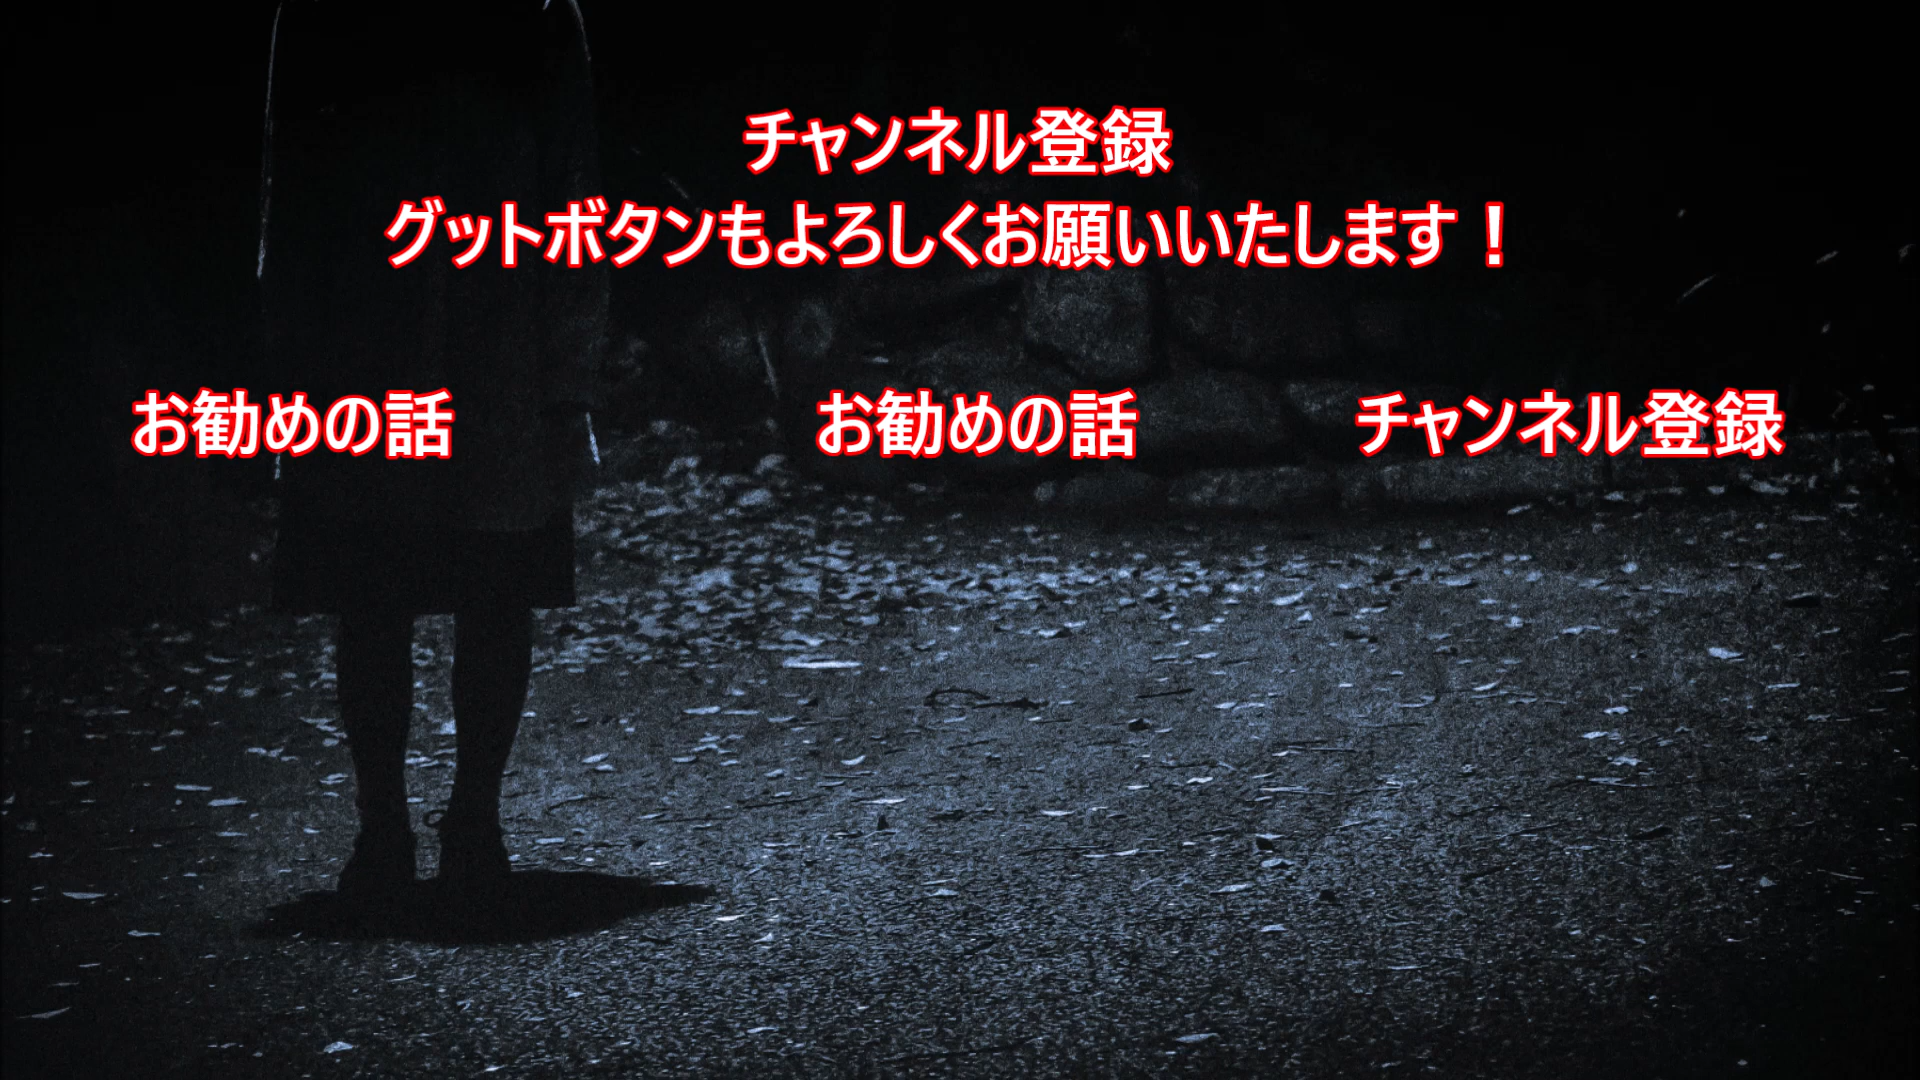 チャンネル登録
グットボタンもよろしくお願いいたします！
お勧めの話 お勧めの話 チャンネル登録